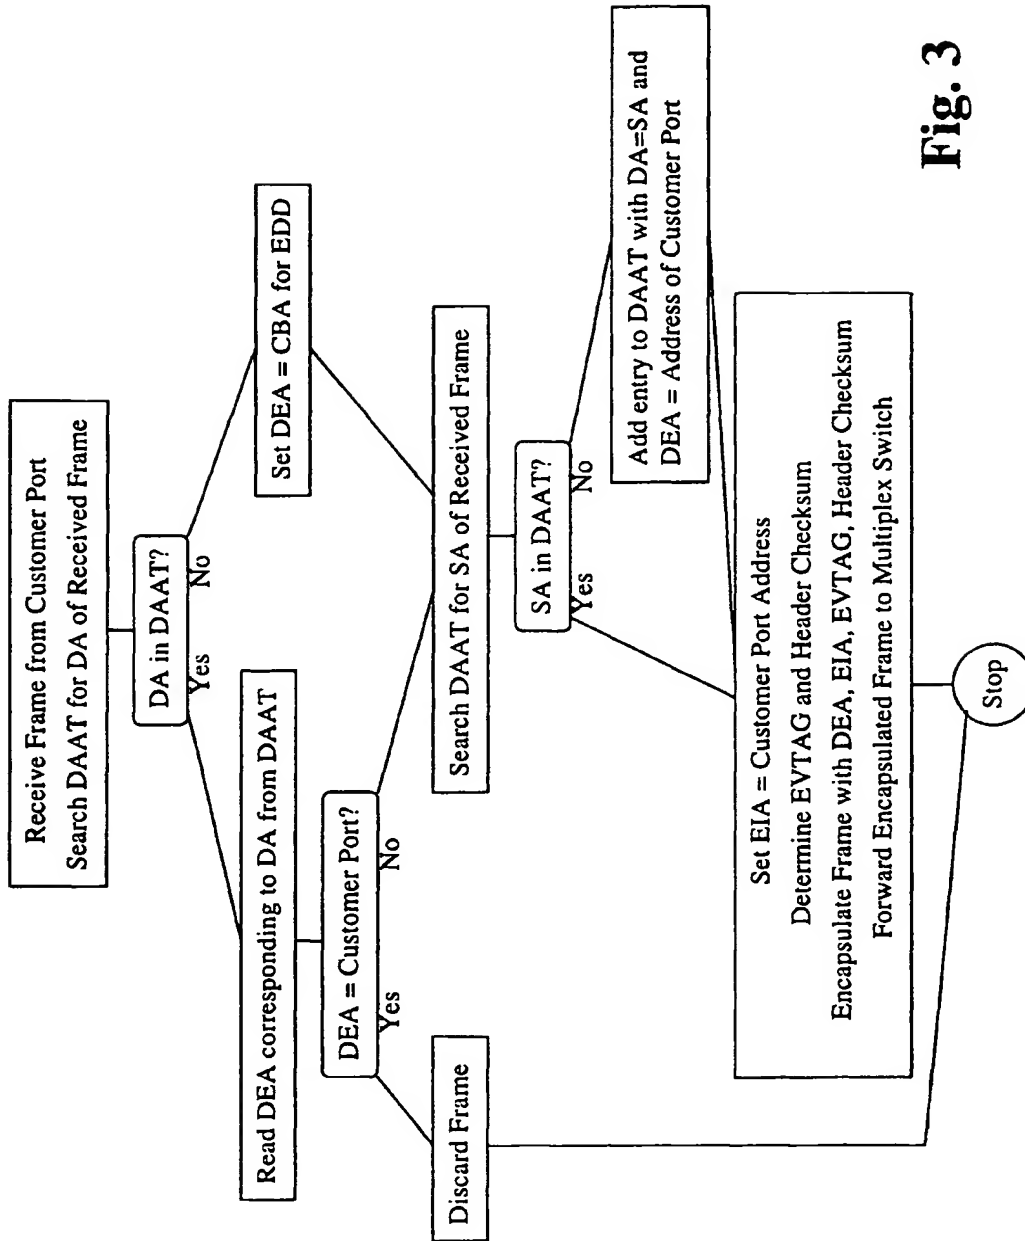 Receive Frame from Customer Port
Search DAAT for DA of Received Frame
DA in DAAT?
Yes
No
Read DEA corresponding to DA from DAAT
Set DEA = CBA for EDD
DEA = Customer Port?
Yes
No
Discard Frame
Search DAAT for SA of Received Frame
SA in DAAT?
Yes
No
Add entry to DAAT with DA=SA and
DEA = Address of Customer Port
Set EIA = Customer Port Address
Determine EVTAG and Header Checksum
Encapsulate Frame with DEA, EIA, EVTAG, Header Checksum
Forward Encapsulated Frame to Multiplex Switch
Stop
Fig. 3